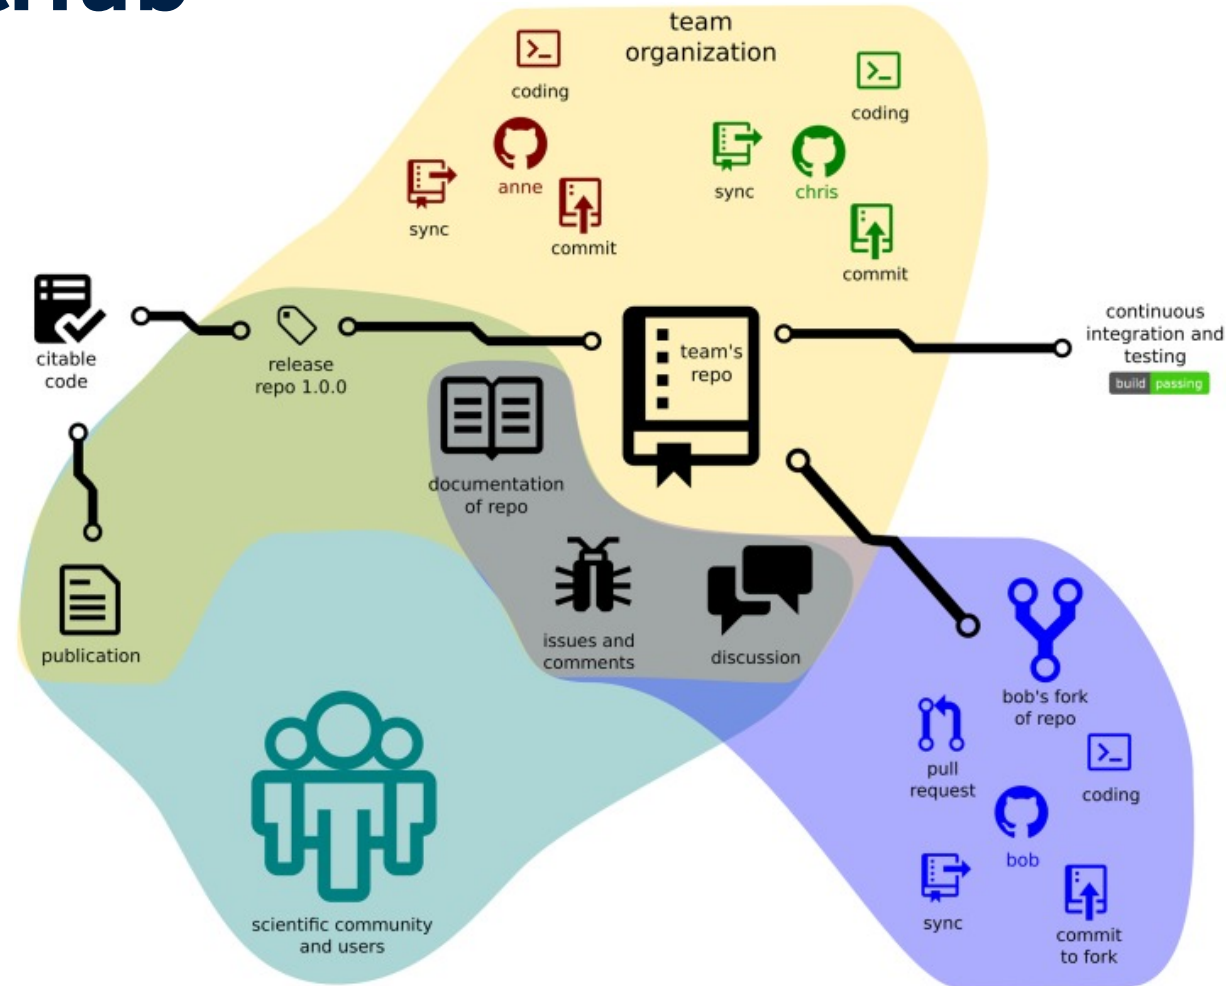 team
organization
coding
coding
anne
sync
chris
sync
commit
commit
citable
code
release
repo 1.0.0
team's
repo
continuous
integration and
testing
build passing
documentation
of repo
publication
issues and
comments
discussion
bob's fork
of repo
pull
request
coding
bob
scientific community
and users
sync
commit
to fork